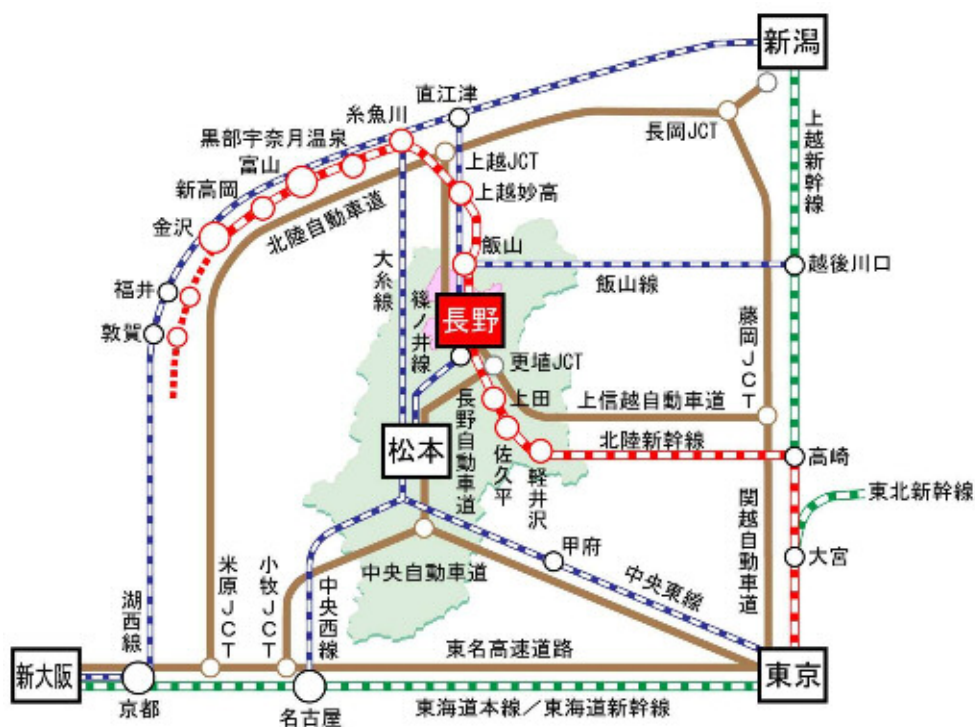 新潟
直江津
糸魚川
黒部宇奈月温泉
富山
新高岡
金沢
長岡JCT
上越新幹線
上越JCT
上越妙高
北陸自動車道
飯山
越後川口
飯山線
大糸線
篠ノ井線
福井
敦賀
長野
藤岡JCT
更埴JCT
上田
上信越自動車道
長野自動車道
北陸新幹線
松本
佐久平
軽井沢
高崎
東北新幹線
関越自動車道
大宮
甲府
中央自動車道
中央東線
米原JCT
小牧JCT
中央西線
湖西線
東名高速道路
新大阪
東京
京都
名古屋
東海道本線/東海道新幹線